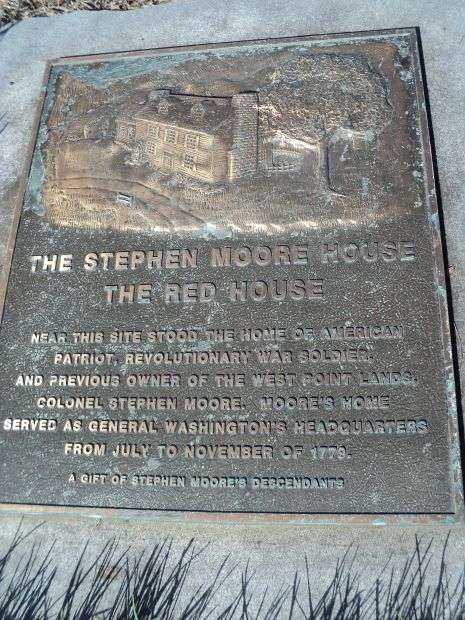 THE STEPHEN MOORE HOUSE
THE RED HOUSE
NEAR THIS SITE STOOD THE HOME OF AMERICAN
PATRIOT, REVOLUTIONARY WAR SOLDIER,
AND PREVIOUS OWNER OF THE WEST POINT LANDS,
COLONEL STEPHEN MOORE. MOORE'S HOME
SERVED AS GENERAL WASHINGTON'S HEADQUARTERS
FROM JULY TO NOVEMBER OF 1779.
A GIFT OF STEPHEN MOORE'S DESCENDANTS